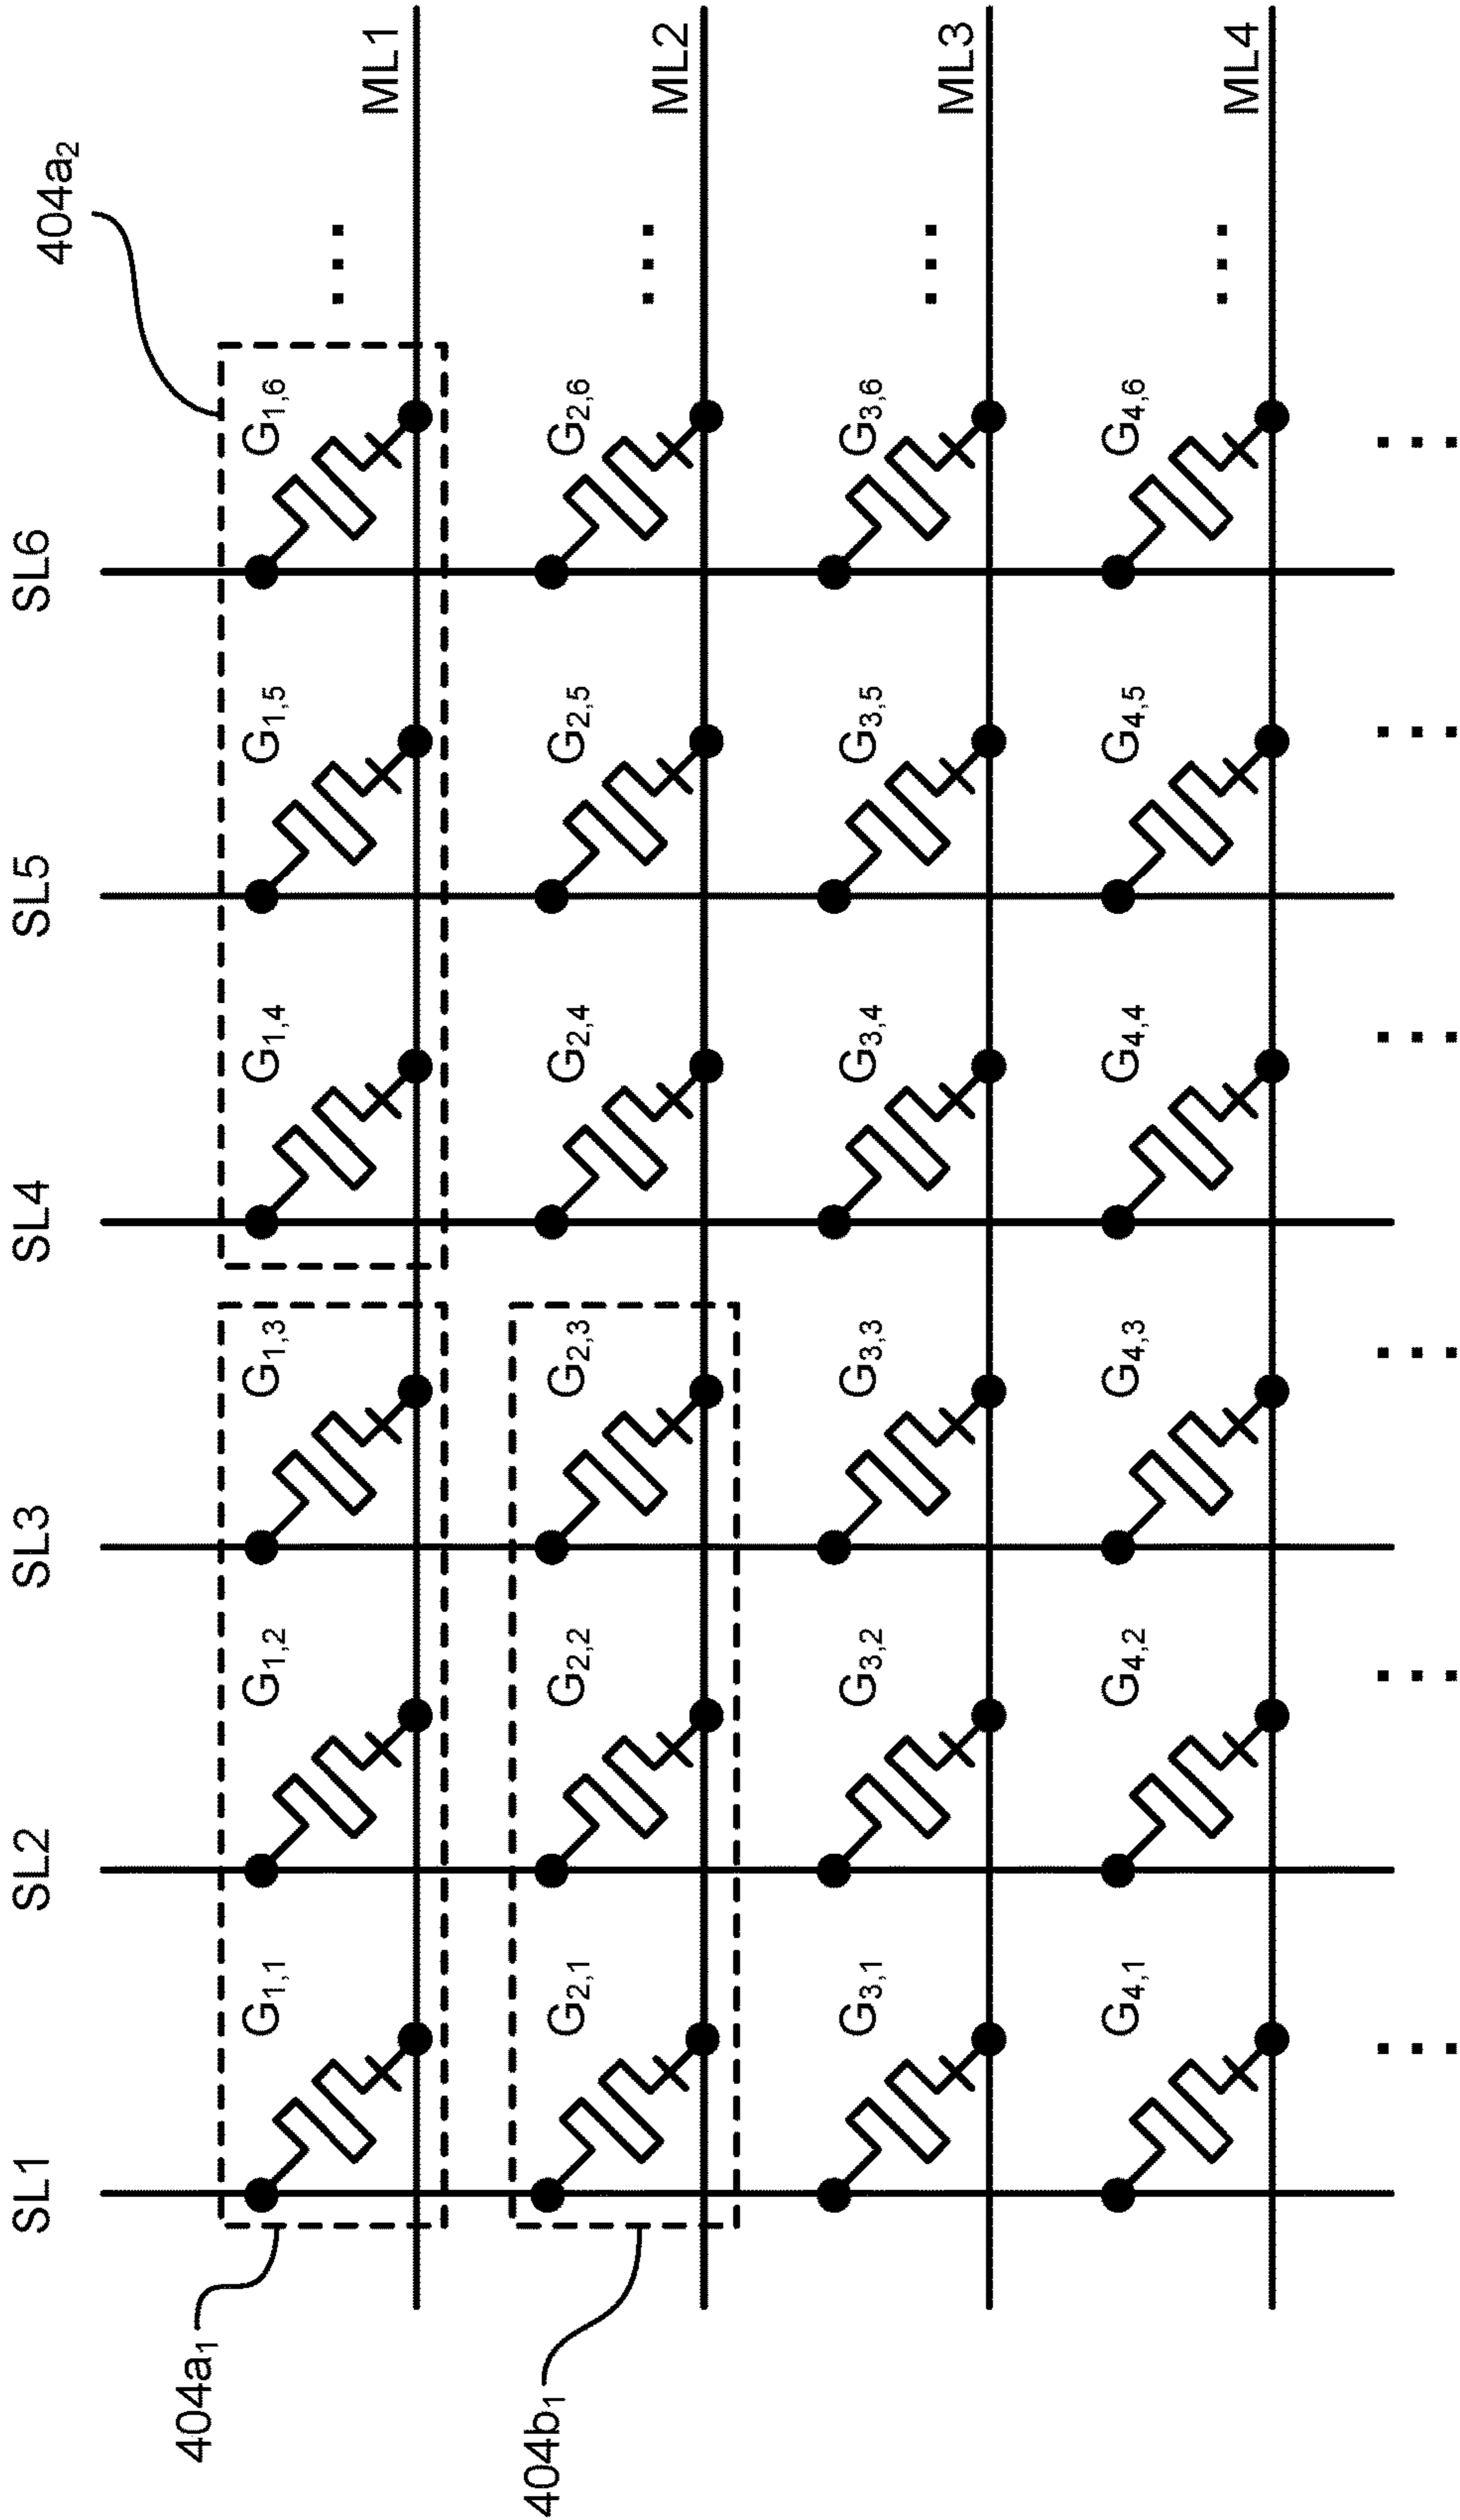 404a₂
SL1 SL2 SL3 SL4 SL5 SL6
404a₁
G₁,₁ G₁,₂ G₁,₃ G₁,₄ G₁,₅ G₁,₆
ML1
404b₁
G₂,₁ G₂,₂ G₂,₃ G₂,₄ G₂,₅ G₂,₆
ML2
G₃,₁ G₃,₂ G₃,₃ G₃,₄ G₃,₅ G₃,₆
ML3
G₄,₁ G₄,₂ G₄,₃ G₄,₄ G₄,₅ G₄,₆
ML4